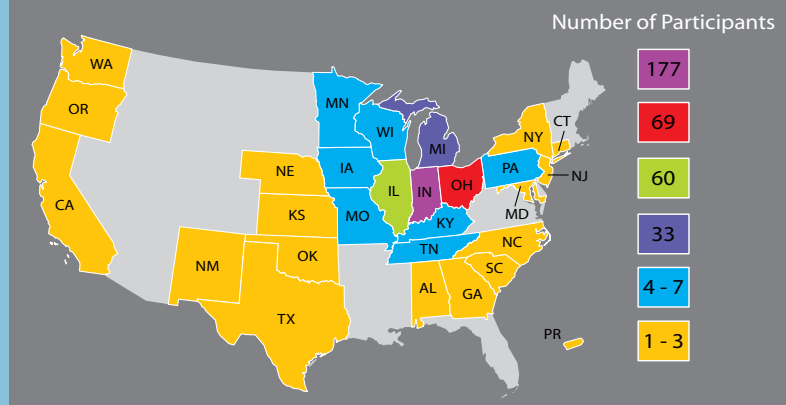 Number of Participants
177
69
60
33
4 - 7
1 - 3
WA
OR
CA
NE
KS
NM
OK
TX
MN
WI
IA
MO
IL
MI
IN
OH
KY
TN
AL
GA
SC
NC
PA
NY
CT
NJ
MD
PR